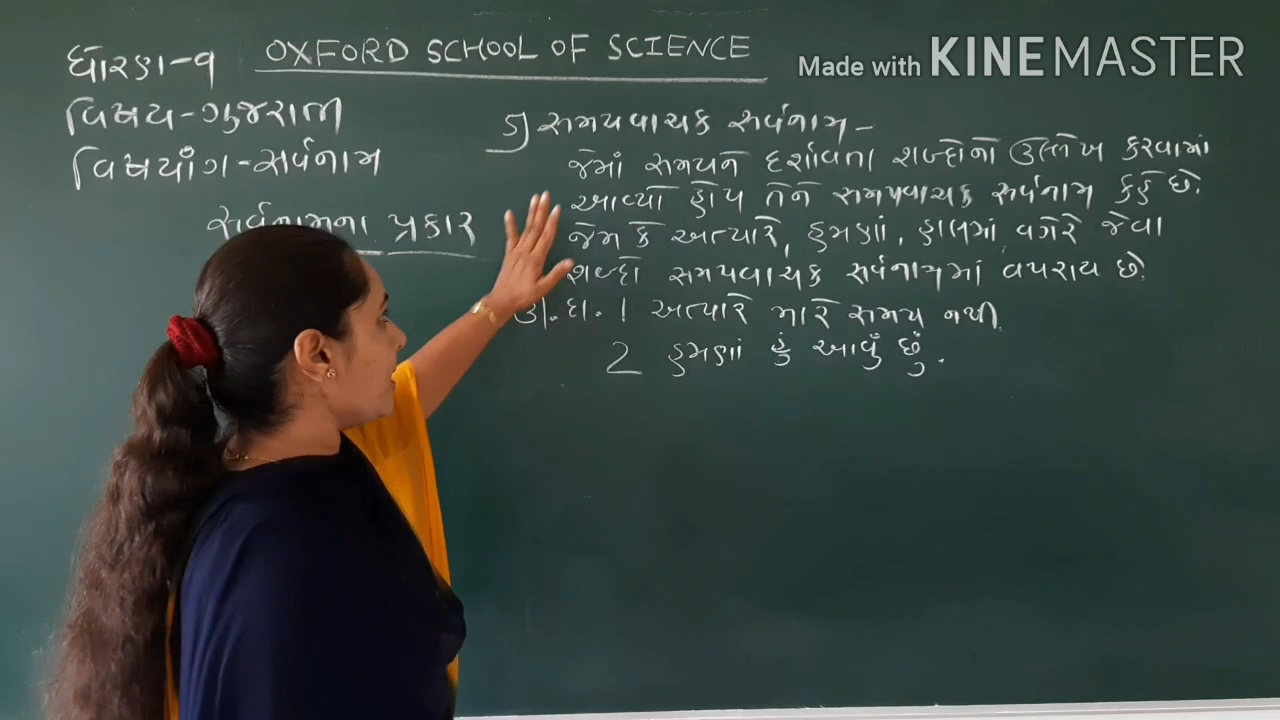 ધોરણ-૧
OXFORD SCHOOL OF SCIENCE
Made with KINEMASTER
વિષય-ગુજરાતી
વિષયાંગ-સર્વનામ
સર્વનામના પ્રકાર
૬) સમયવાચક સર્વનામ -
જેમાં સમયને દર્શાવતા શબ્દોનો ઉલ્લેખ કરવામાં
આવ્યો હોય તેને સમયવાચક સર્વનામ કહે છે.
જેમ કે અત્યારે, હમણાં, હાલમાં, વગેરે જેવા
શબ્દો સમયવાચક સર્વનામમાં વપરાય છે.
ઉ.દા. 1 અત્યારે મારે સમય નથી.
2 હમણાં હું આવું છું.